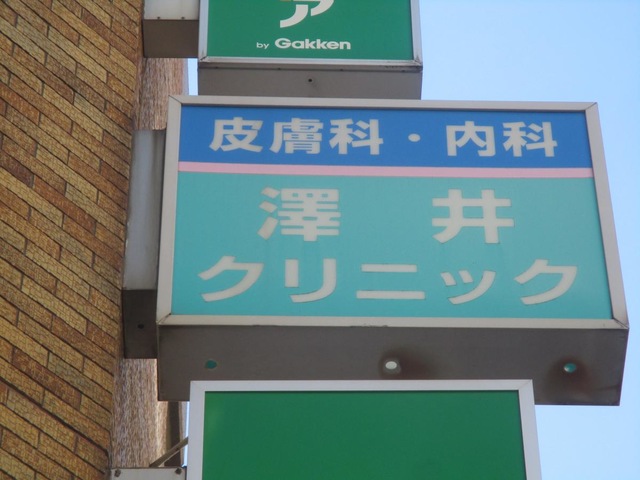 ア
by Gakken
皮膚科・内科
澤井
クリニック